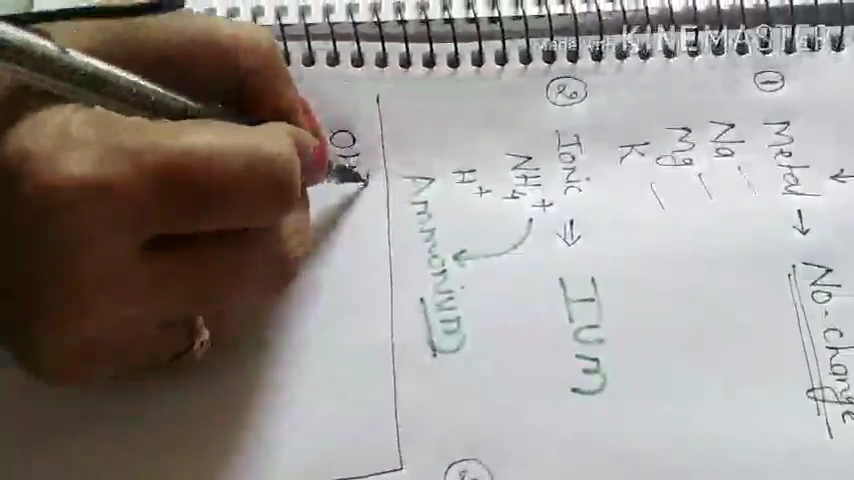 Made with KINEMASTER
↓
① Metal → No-change
Na —
Mg —
K —
② Ionic ⇒ IUM
NH₄⁺
H⁺
Ammonium
OH